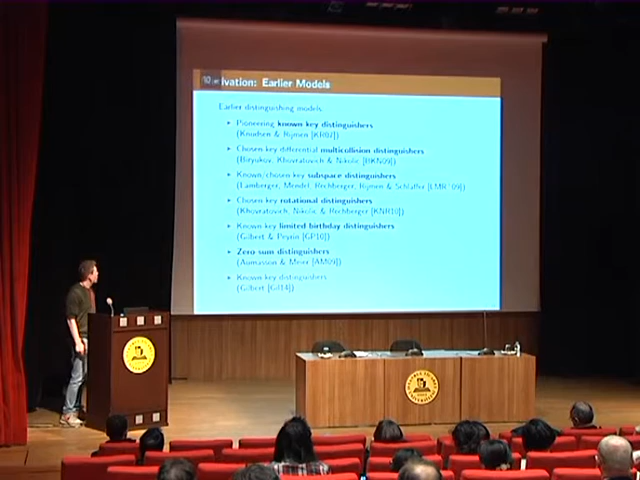 ivation: Earlier Models
Earlier distinguishing models
Pioneering known key distinguishers
(Knudsen & Rijmen [KR07])
Chosen key differential multicollision distinguishers
(Biryukov, Khovratovich & Nikolic [BKN09])
Known/chosen key subspace distinguishers
(Lamberger, Mendel, Rechberger, Rijmen & Schläffer [LMR+09])
Chosen key rotational distinguishers
(Khovratovich, Nikolic & Rechberger [KNR10])
Known key limited birthday distinguishers
(Gilbert & Peyrin [GP10])
Zero sum distinguishers
(Aumasson & Meier [AM09])
Known key distinguishers
(Gilbert [Gil14])